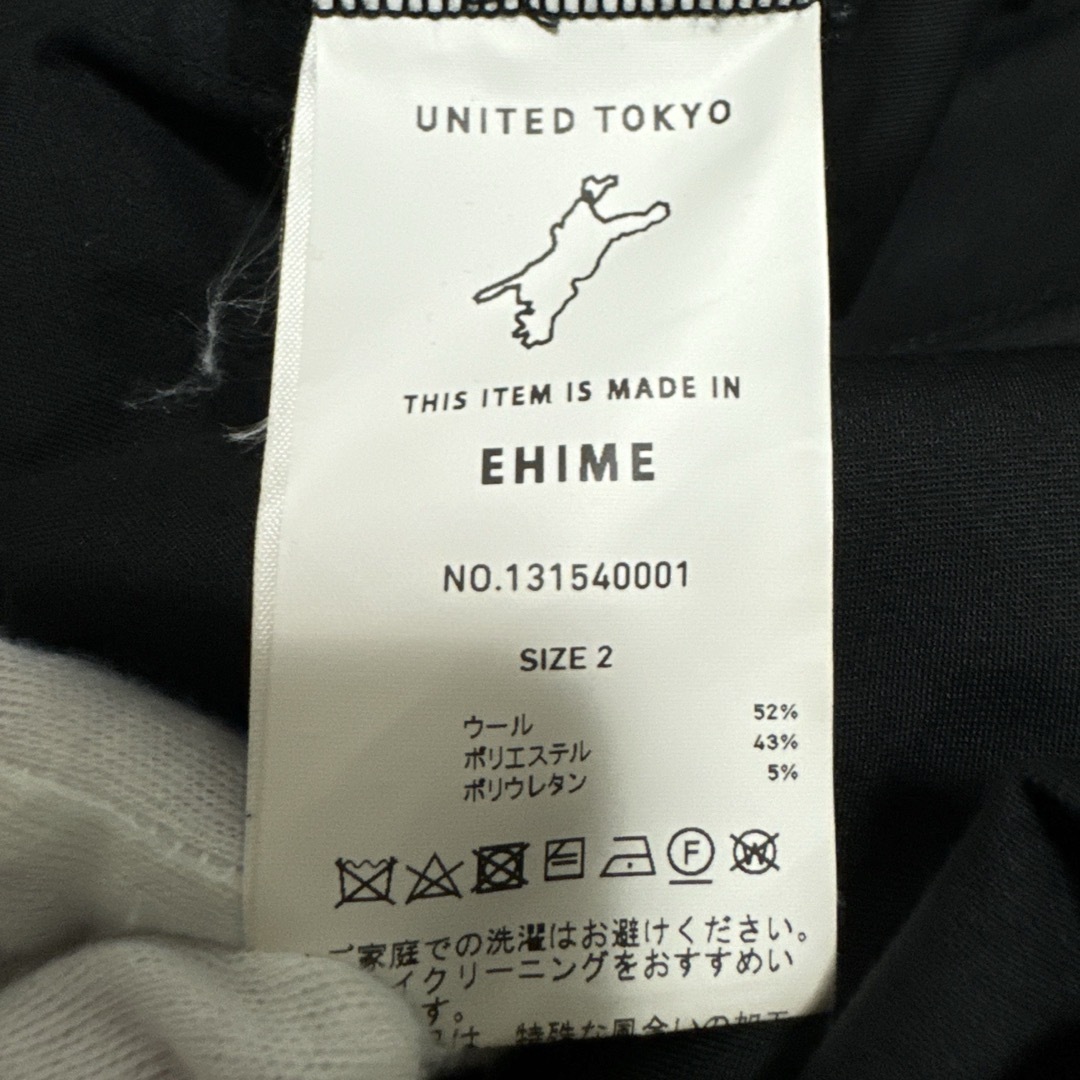 UNITED TOKYO
THIS ITEM IS MADE IN
EHIME
NO.131540001
SIZE 2
ウール 52%
ポリエステル 43%
ポリウレタン 5%
F W
ご家庭での洗濯はお避けください。
イクリーニングをおすすめい
す。
は、特殊な風合いの加工